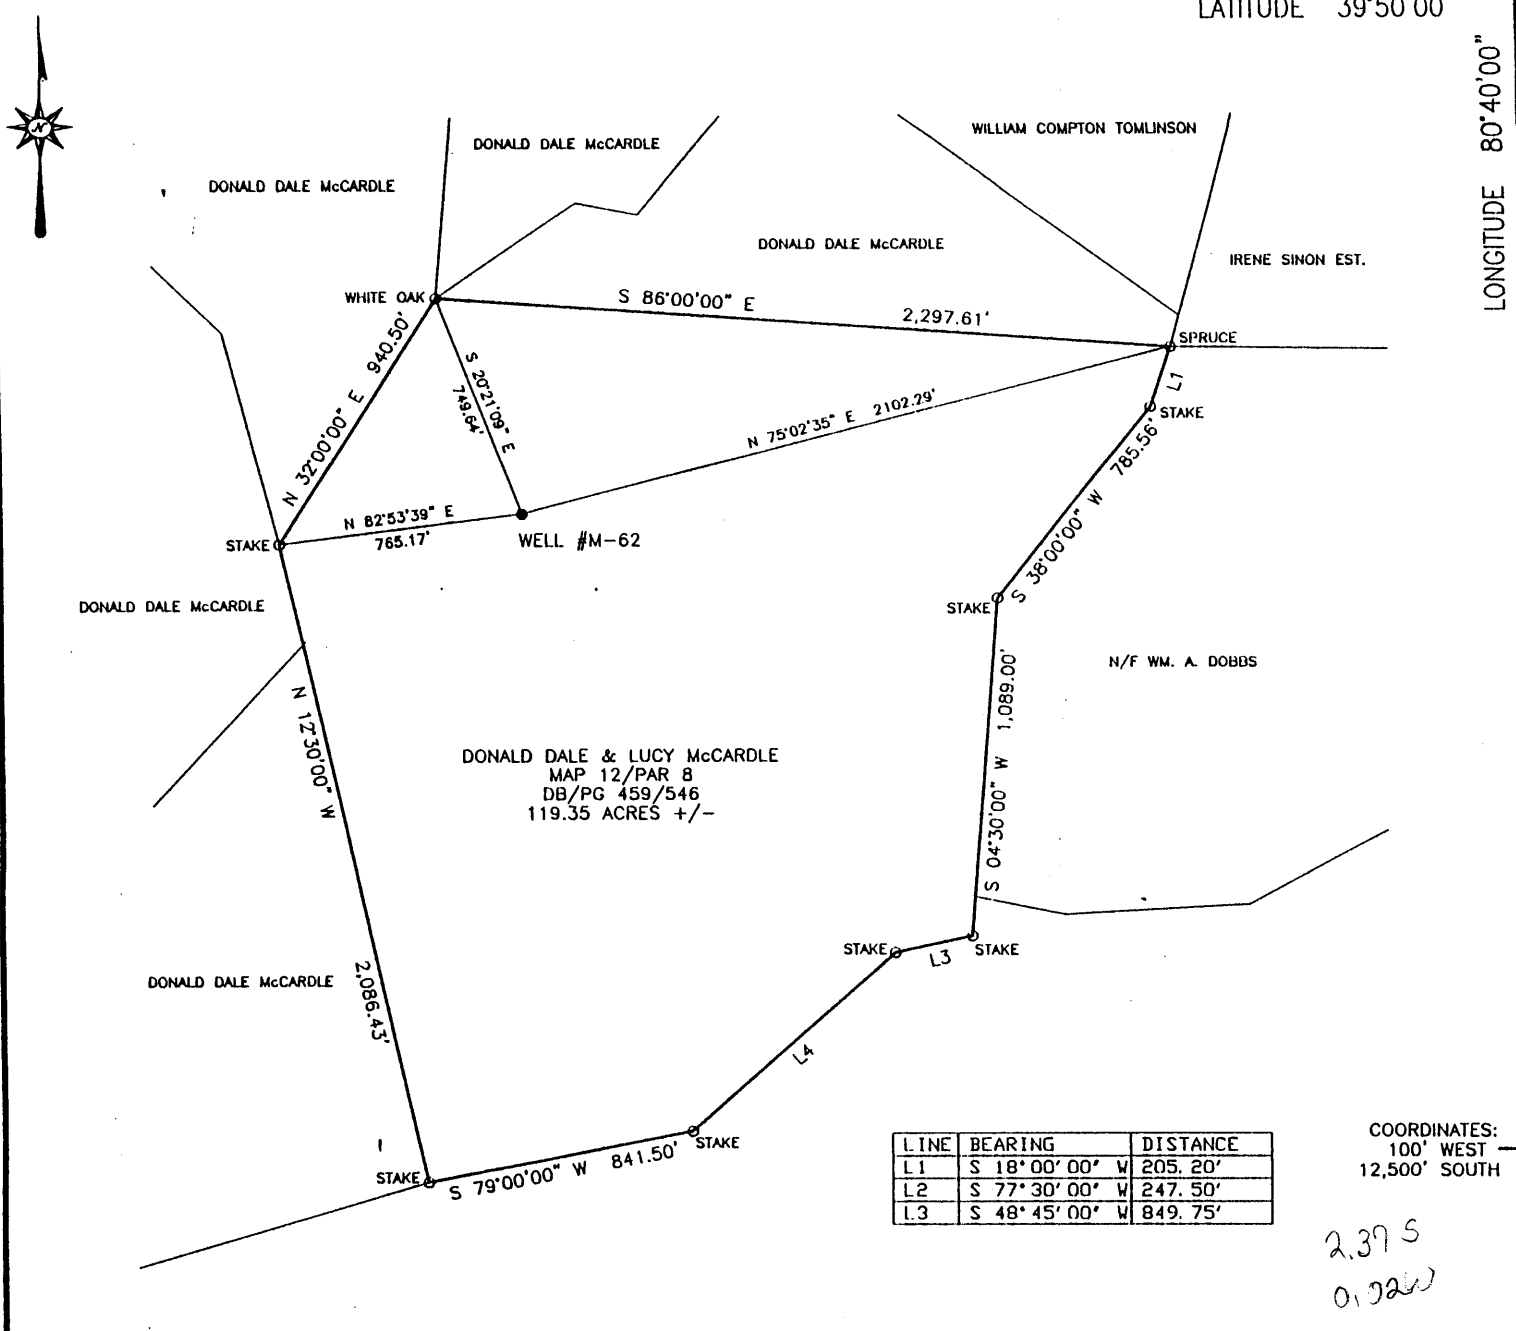 LATITUDE 39°50'00"
LONGITUDE 80°40'00"
N
DONALD DALE McCARDLE
WILLIAM COMPTON TOMLINSON
DONALD DALE McCARDLE
DONALD DALE McCARDLE
IRENE SINON EST.
WHITE OAK
S 86°00'00" E 2,297.61'
SPRUCE
L1
STAKE
N 32°00'00" E 940.50'
S 20°21'09" E
749.64'
N 75°02'35" E 2102.29'
S 38°00'00" W 785.56'
N 82°53'39" E
765.17'
STAKE
WELL #M-62
DONALD DALE McCARDLE
STAKE
N/F WM. A. DOBBS
N 12°30'00" W 2,086.43'
S 04°30'00" W 1,089.00'
DONALD DALE & LUCY McCARDLE
MAP 12/PAR 8
DB/PG 459/546
119.35 ACRES +/-
STAKE
L3
STAKE
DONALD DALE McCARDLE
L4
STAKE
STAKE
S 79°00'00" W 841.50'
LINE BEARING DISTANCE
L1 S 18°00'00" W 205.20'
L2 S 77°30'00" W 247.50'
L3 S 48°45'00" W 849.75'
COORDINATES:
100' WEST
12,500' SOUTH
2.37 S
0.02W